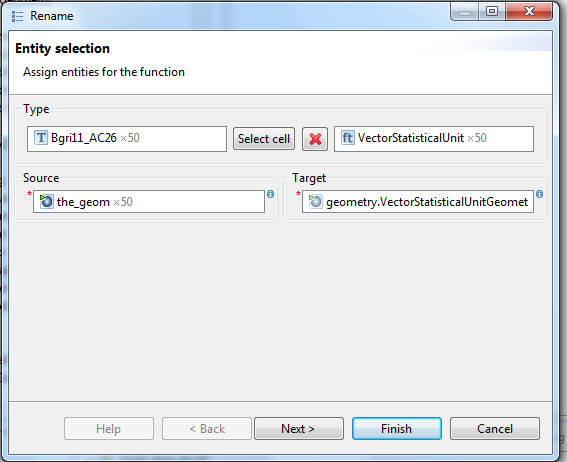 Rename
Entity selection
Assign entities for the function
Type
Bgri11_AC26 ×50
Select cell
VectorStatisticalUnit ×50
Source
Target
* the_geom ×50
* geometry.VectorStatisticalUnitGeomet
Help
< Back
Next >
Finish
Cancel